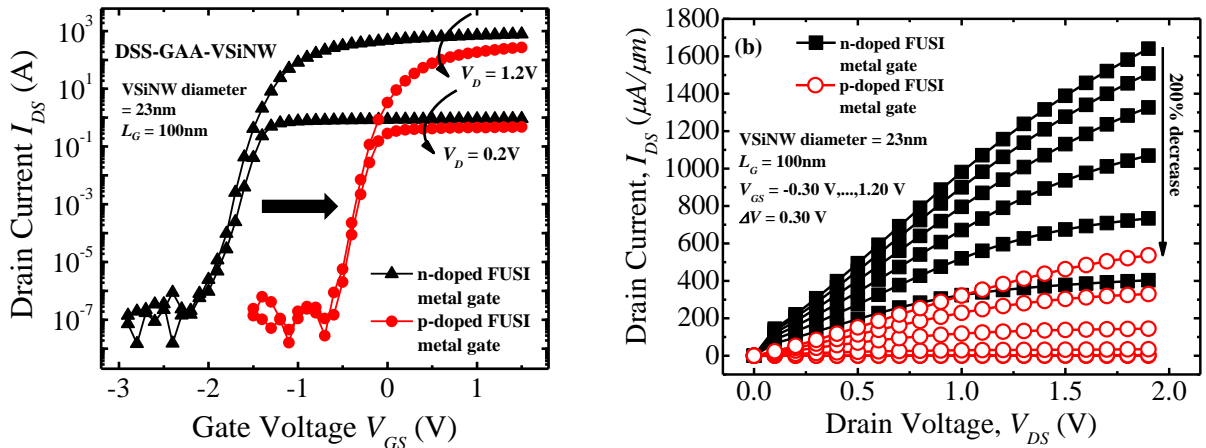 Drain Current I_DS (A)
10^3
10^1
10^-1
10^-3
10^-5
10^-7
DSS-GAA-VSiNW
VSiNW diameter
= 23nm
L_G = 100nm
V_D = 1.2V
V_D = 0.2V
n-doped FUSI
metal gate
p-doped FUSI
metal gate
-3 -2 -1 0 1
Gate Voltage V_GS (V)
Drain Current, I_DS (μA/μm)
1800
1600
1400
1200
1000
800
600
400
200
0
(b)
n-doped FUSI
metal gate
p-doped FUSI
metal gate
VSiNW diameter = 23nm
L_G = 100nm
V_GS = -0.30 V,...,1.20 V
ΔV = 0.30 V
200% decrease
0.0 0.5 1.0 1.5 2.0
Drain Voltage, V_DS (V)